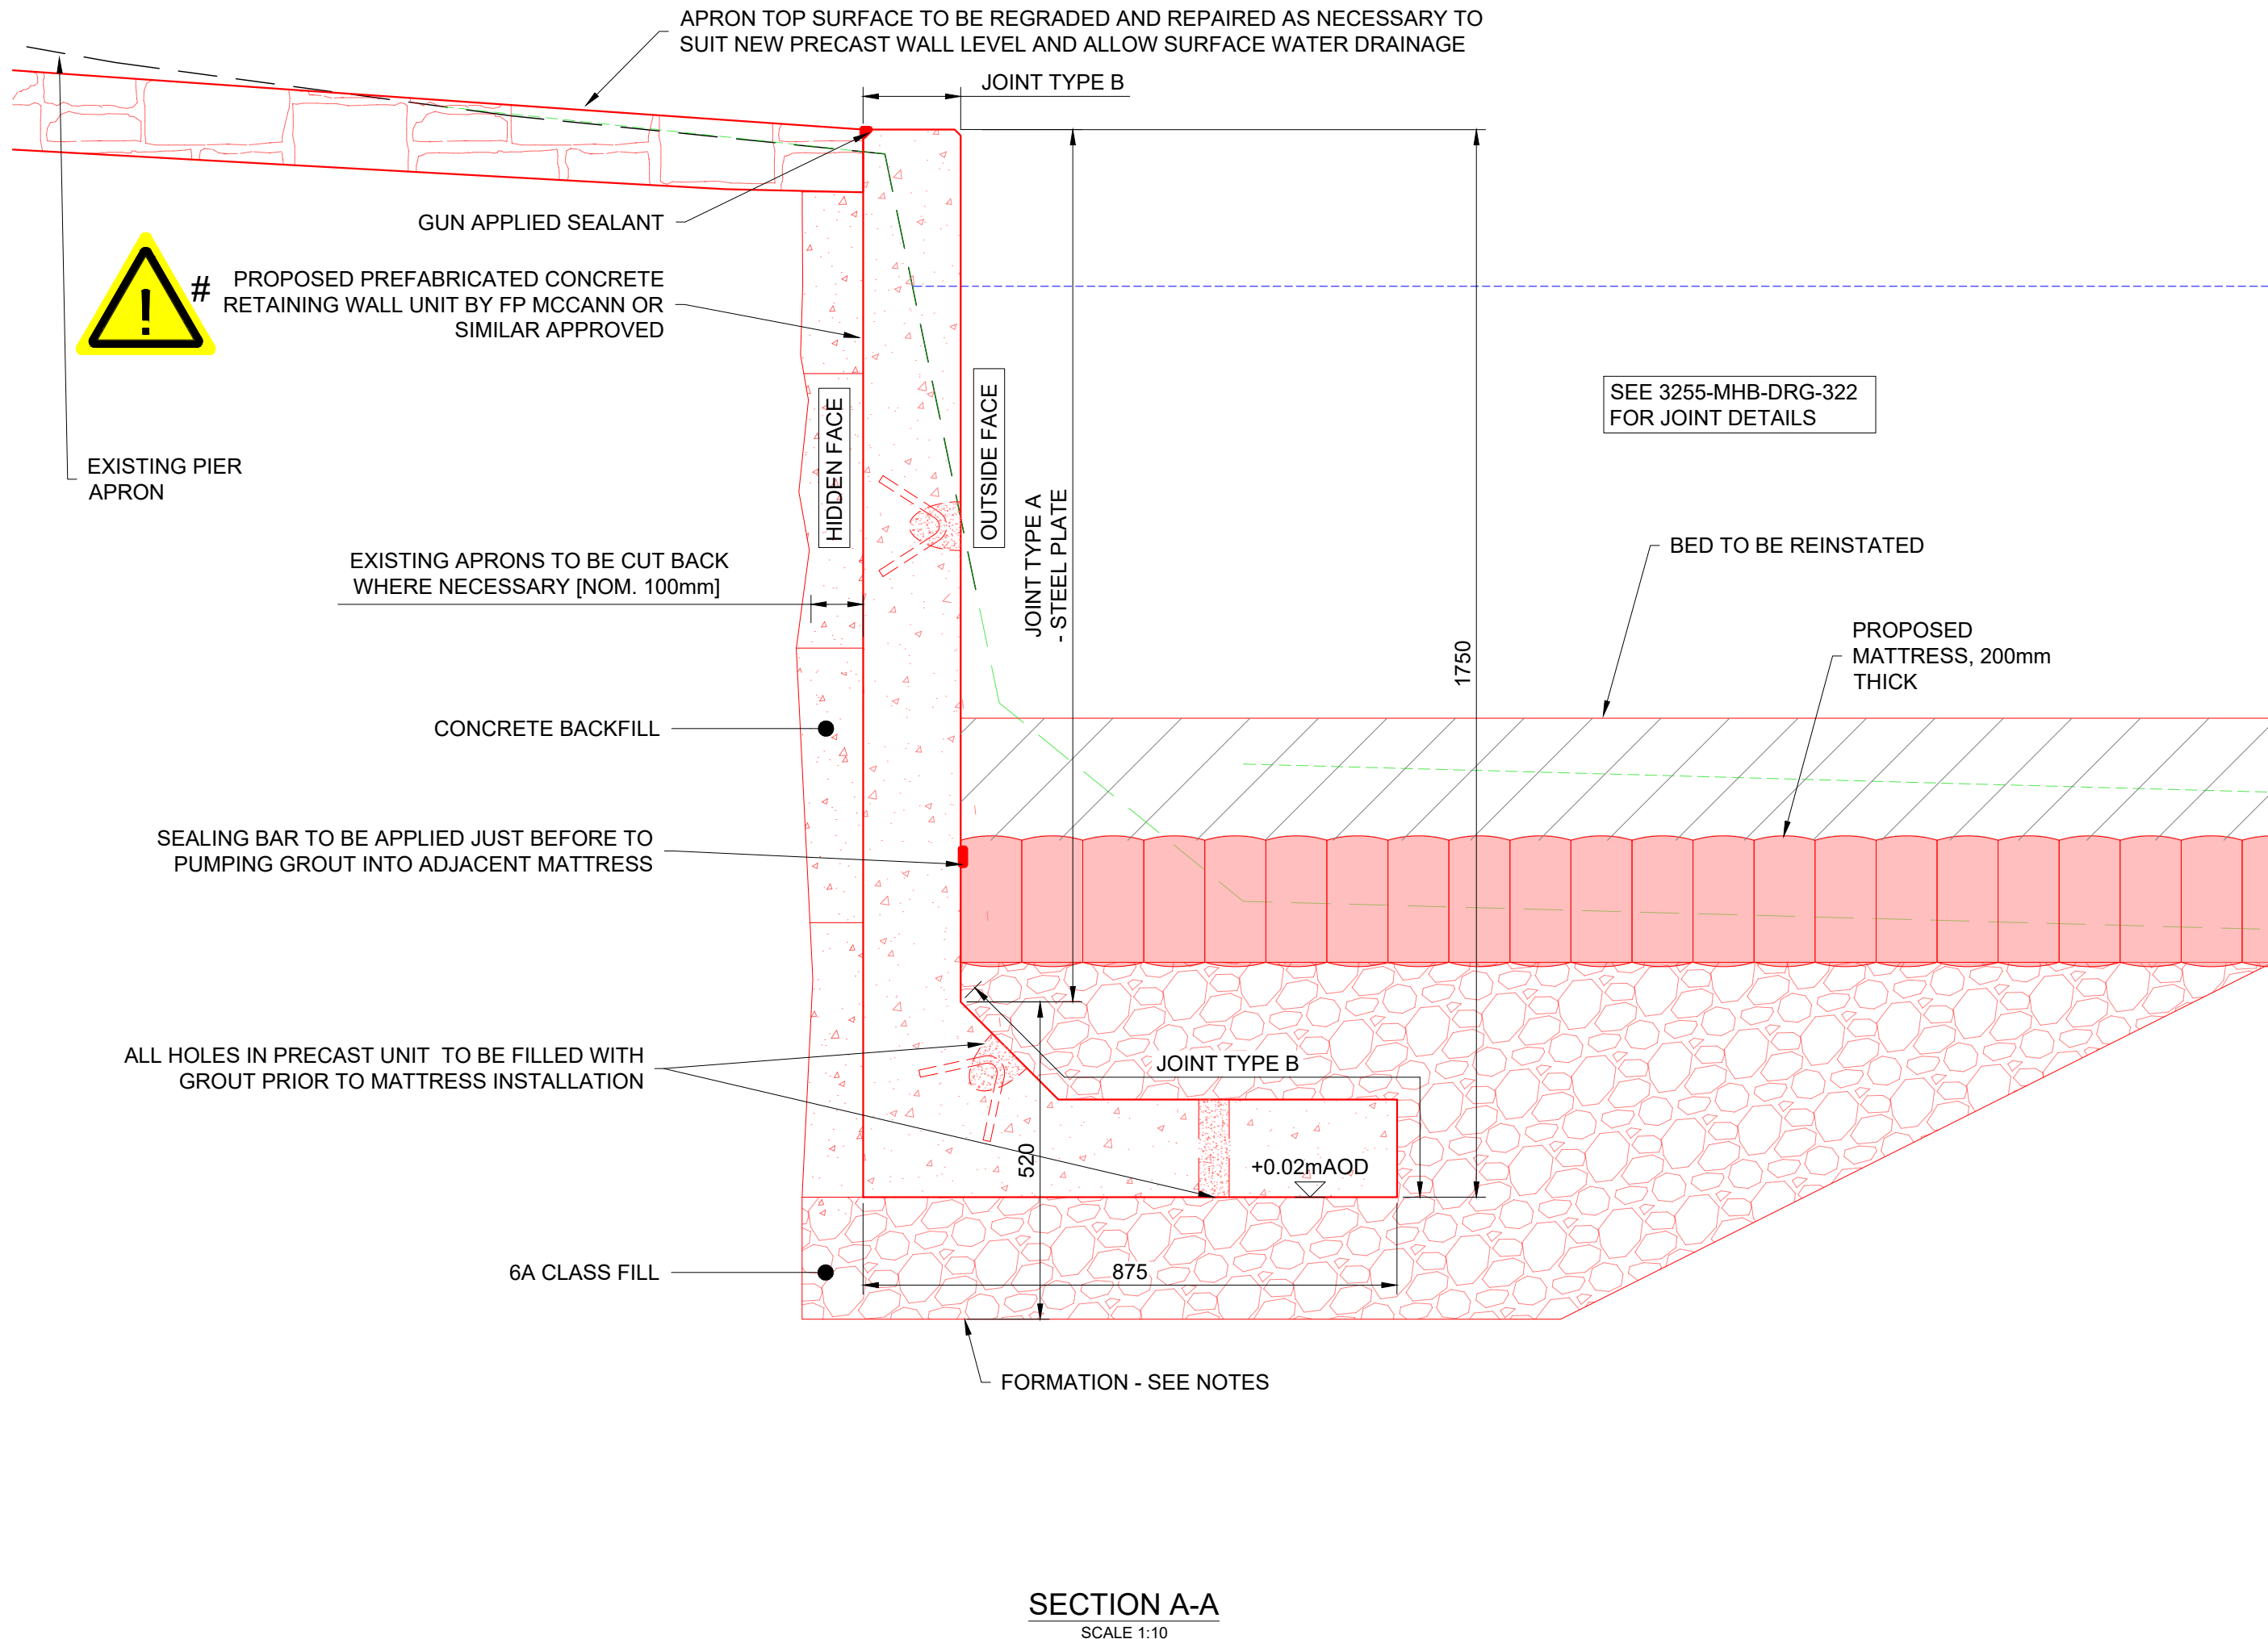 APRON TOP SURFACE TO BE REGRADED AND REPAIRED AS NECESSARY TO
SUIT NEW PRECAST WALL LEVEL AND ALLOW SURFACE WATER DRAINAGE
JOINT TYPE B
GUN APPLIED SEALANT
!
# PROPOSED PREFABRICATED CONCRETE
RETAINING WALL UNIT BY FP MCCANN OR
SIMILAR APPROVED
HIDDEN FACE
OUTSIDE FACE
SEE 3255-MHB-DRG-322
FOR JOINT DETAILS
EXISTING PIER
APRON
JOINT TYPE A
- STEEL PLATE
EXISTING APRONS TO BE CUT BACK
WHERE NECESSARY [NOM. 100mm]
BED TO BE REINSTATED
1750
PROPOSED
MATTRESS, 200mm
THICK
CONCRETE BACKFILL
SEALING BAR TO BE APPLIED JUST BEFORE TO
PUMPING GROUT INTO ADJACENT MATTRESS
ALL HOLES IN PRECAST UNIT TO BE FILLED WITH
GROUT PRIOR TO MATTRESS INSTALLATION
JOINT TYPE B
520
+0.02mAOD
6A CLASS FILL
875
FORMATION - SEE NOTES
SECTION A-A
SCALE 1:10